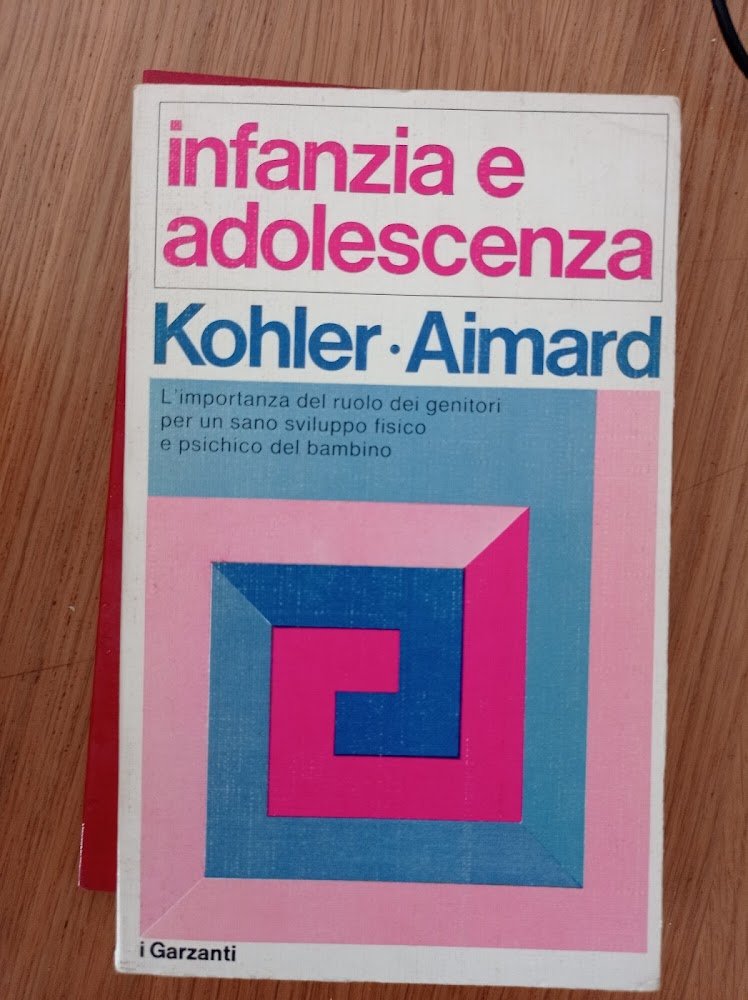 infanzia e
adolescenza
Kohler · Aimard
L'importanza del ruolo dei genitori
per un sano sviluppo fisico
e psichico del bambino
i Garzanti